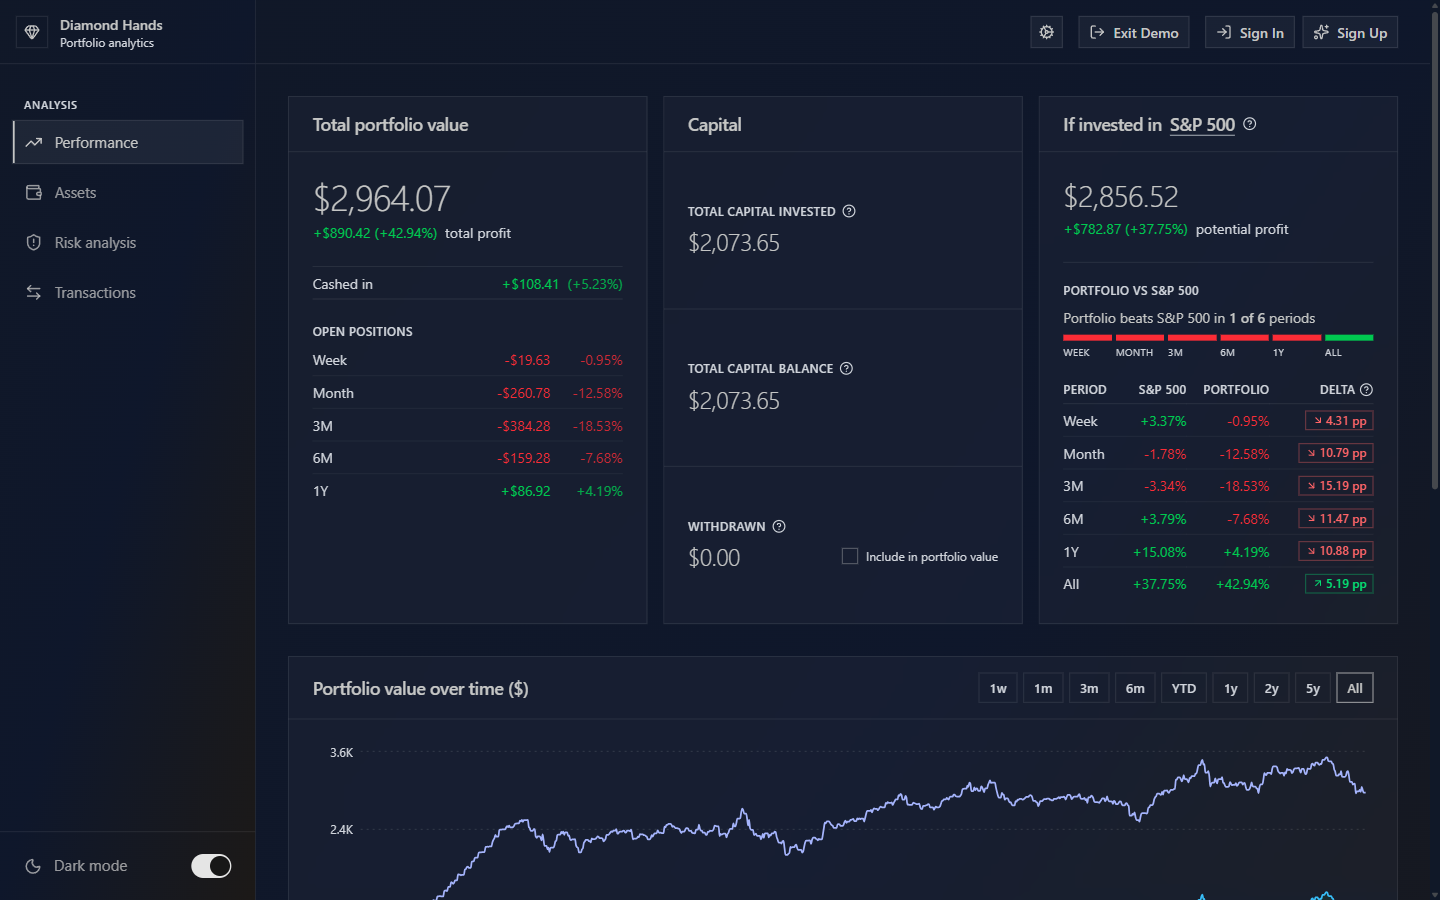 Diamond Hands
Portfolio analytics
Exit Demo
Sign In
Sign Up
ANALYSIS
Performance
Assets
Risk analysis
Transactions
Dark mode
Total portfolio value
$2,964.07
+$890.42 (+42.94%) total profit
Cashed in +$108.41 (+5.23%)
OPEN POSITIONS
Week -$19.63 -0.95%
Month -$260.78 -12.58%
3M -$384.28 -18.53%
6M -$159.28 -7.68%
1Y +$86.92 +4.19%
Capital
TOTAL CAPITAL INVESTED
$2,073.65
TOTAL CAPITAL BALANCE
$2,073.65
WITHDRAWN
$0.00 Include in portfolio value
If invested in S&P 500
$2,856.52
+$782.87 (+37.75%) potential profit
PORTFOLIO VS S&P 500
Portfolio beats S&P 500 in 1 of 6 periods
WEEK MONTH 3M 6M 1Y ALL
PERIOD S&P 500 PORTFOLIO DELTA
Week +3.37% -0.95% ↘ 4.31 pp
Month -1.78% -12.58% ↘ 10.79 pp
3M -3.34% -18.53% ↘ 15.19 pp
6M +3.79% -7.68% ↘ 11.47 pp
1Y +15.08% +4.19% ↘ 10.88 pp
All +37.75% +42.94% ↗ 5.19 pp
Portfolio value over time ($)
1w 1m 3m 6m YTD 1y 2y 5y All
3.6K
2.4K